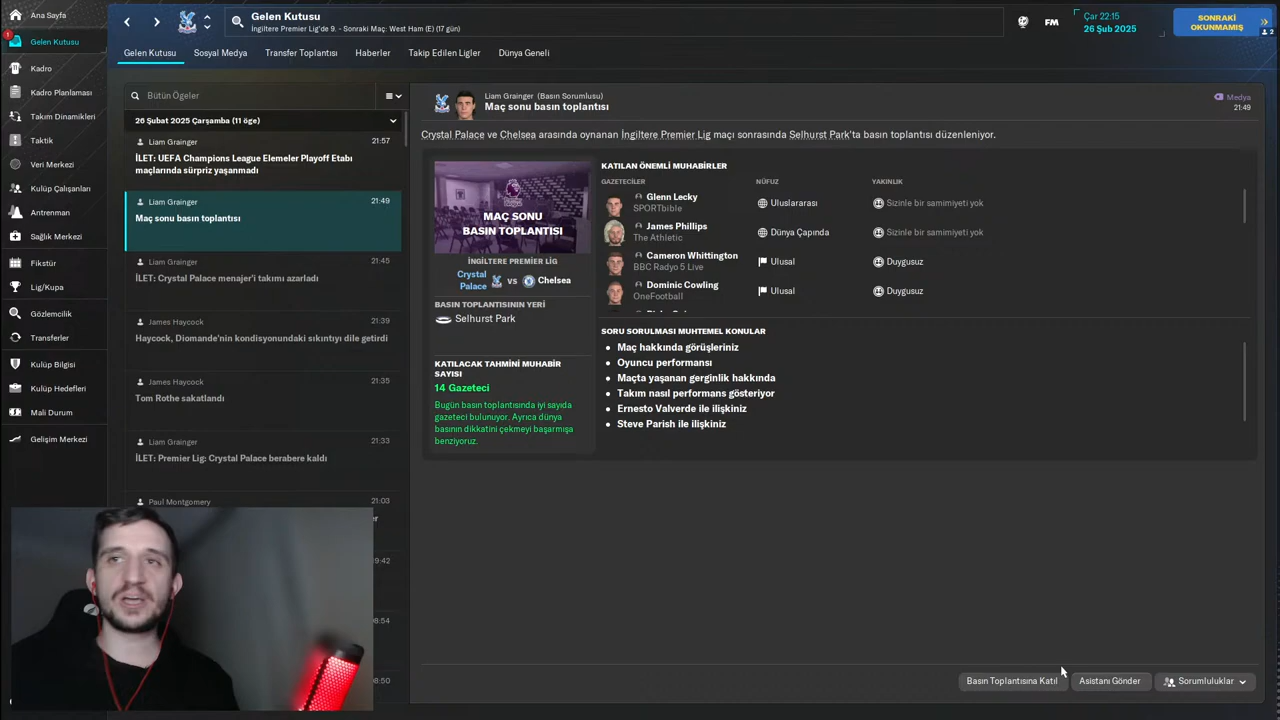 Ana Sayfa
1
Gelen Kutusu
Kadro
Kadro Planlaması
Takım Dinamikleri
Taktik
Veri Merkezi
Kulüp Çalışanları
Antrenman
Sağlık Merkezi
Fikstür
Lig/Kupa
Gözlemcilik
Transferler
Kulüp Bilgisi
Kulüp Hedefleri
Mali Durum
Gelişim Merkezi
Gelen Kutusu
İngiltere Premier Lig'de 9. - Sonraki Maç: West Ham (E) (17 gün)
FM
Çar 22:15
26 Şub 2025
SONRAKİ
OKUNMAMIŞ
2
Gelen Kutusu
Sosyal Medya
Transfer Toplantısı
Haberler
Takip Edilen Ligler
Dünya Geneli
Bütün Ögeler
26 Şubat 2025 Çarşamba (11 öge)
Liam Grainger 21:57
İLET: UEFA Champions League Elemeler Playoff Etabı
maçlarında sürpriz yaşanmadı
Liam Grainger 21:49
Maç sonu basın toplantısı
Liam Grainger 21:45
İLET: Crystal Palace menajer'i takımı azarladı
James Haycock 21:39
Haycock, Diomande'nin kondisyonundaki sıkıntıyı dile getirdi
James Haycock 21:35
Tom Rothe sakatlandı
Liam Grainger 21:33
İLET: Premier Lig: Crystal Palace berabere kaldı
Paul Montgomery 21:03
Liam Grainger (Basın Sorumlusu)
Maç sonu basın toplantısı
Medya
21:49
Crystal Palace ve Chelsea arasında oynanan İngiltere Premier Lig maçı sonrasında Selhurst Park'ta basın toplantısı düzenleniyor.
MAÇ SONU
BASIN TOPLANTISI
İNGİLTERE PREMIER LİG
Crystal
Palace
vs
Chelsea
BASIN TOPLANTISININ YERİ
Selhurst Park
KATILACAK TAHMİNİ MUHABİR
SAYISI
14 Gazeteci
Bugün basın toplantısında iyi sayıda
gazeteci bulunuyor. Ayrıca dünya
basının dikkatini çekmeyi başarmışa
benziyoruz.
KATILAN ÖNEMLİ MUHABİRLER
GAZETECİLER NÜFUZ YAKINLIK
Glenn Lecky
SPORTbible
Uluslararası
Sizinle bir samimiyeti yok
James Phillips
The Athletic
Dünya Çapında
Sizinle bir samimiyeti yok
Cameron Whittington
BBC Radyo 5 Live
Ulusal
Duygusuz
Dominic Cowling
OneFootball
Ulusal
Duygusuz
SORU SORULMASI MUHTEMEL KONULAR
• Maç hakkında görüşleriniz
• Oyuncu performansı
• Maçta yaşanan gerginlik hakkında
• Takım nasıl performans gösteriyor
• Ernesto Valverde ile ilişkiniz
• Steve Parish ile ilişkiniz
Basın Toplantısına Katıl
Asistanı Gönder
Sorumluluklar